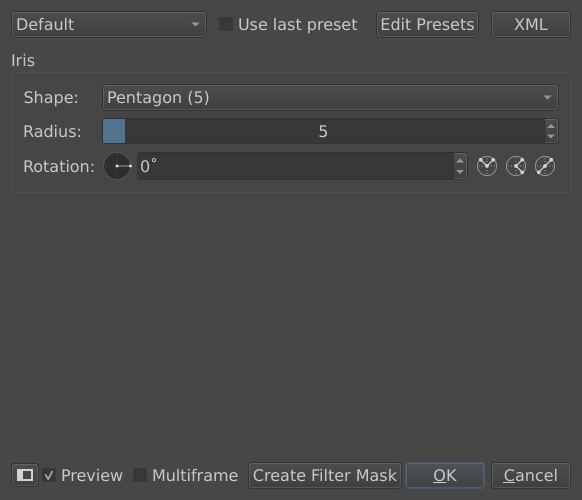 Default Use last preset Edit Presets XML
Iris
Shape: Pentagon (5)
Radius: 5
Rotation: 0°
Preview Multiframe Create Filter Mask OK Cancel